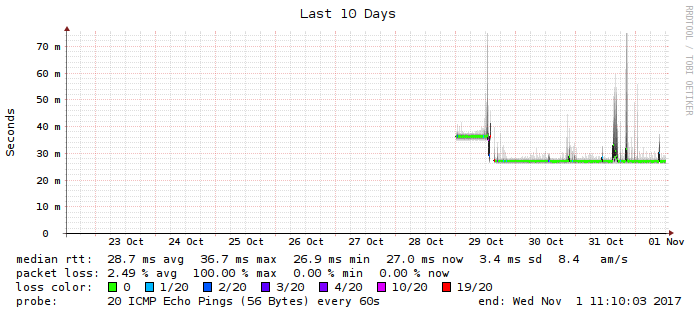 Last 10 Days
RRDTOOL / TOBI OETIKER
Seconds
70 m
60 m
50 m
40 m
30 m
20 m
10 m
0
23 Oct 24 Oct 25 Oct 26 Oct 27 Oct 28 Oct 29 Oct 30 Oct 31 Oct 01 Nov
median rtt: 28.7 ms avg 36.7 ms max 26.9 ms min 27.0 ms now 3.4 ms sd 8.4 am/s
packet loss: 2.49 % avg 100.00 % max 0.00 % min 0.00 % now
loss color: 0 1/20 2/20 3/20 4/20 10/20 19/20
probe: 20 ICMP Echo Pings (56 Bytes) every 60s end: Wed Nov 1 11:10:03 2017